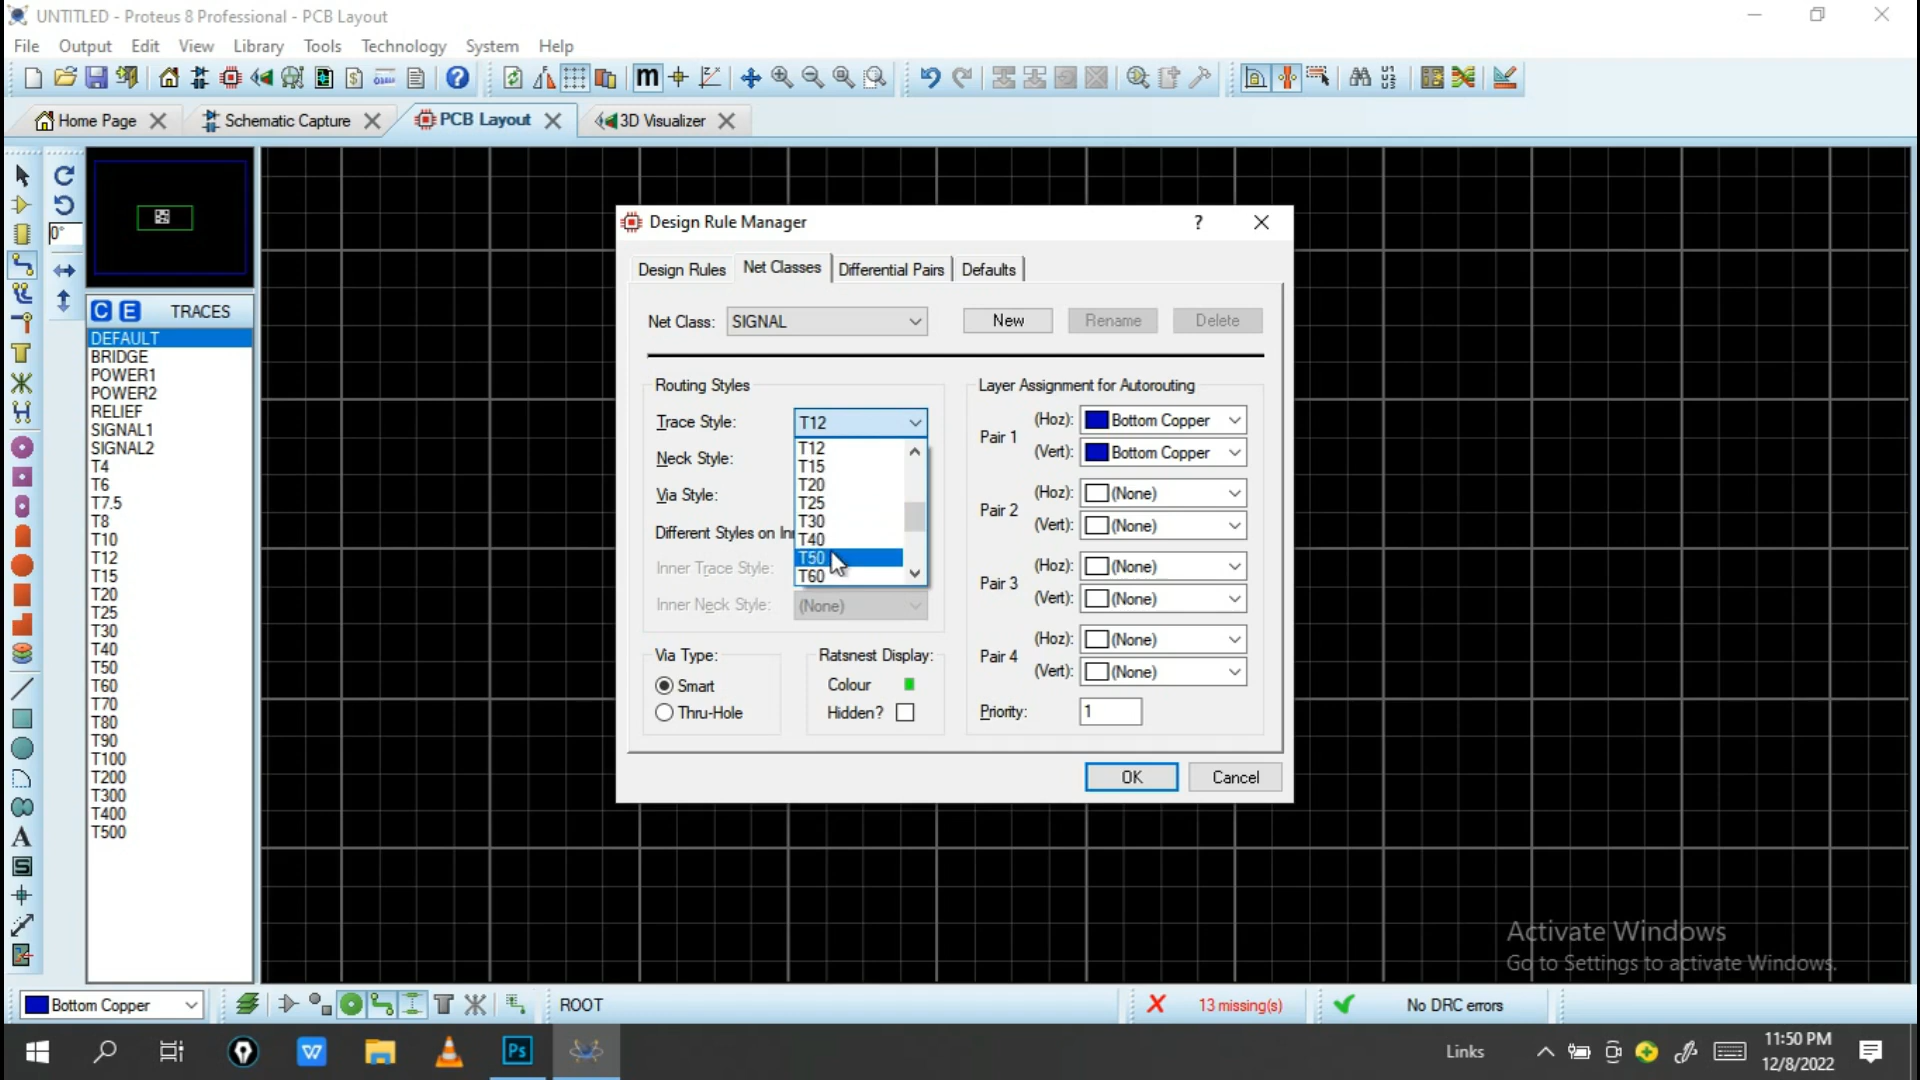 UNTITLED - Proteus 8 Professional - PCB Layout
File Output Edit View Library Tools Technology System Help
Home Page
Schematic Capture
PCB Layout
3D Visualizer
0°
C E TRACES
DEFAULT
BRIDGE
POWER1
POWER2
RELIEF
SIGNAL1
SIGNAL2
T4
T6
T7.5
T8
T10
T12
T15
T20
T25
T30
T40
T50
T60
T70
T80
T90
T100
T200
T300
T400
T500
Design Rule Manager
?
Design Rules Net Classes Differential Pairs Defaults
Net Class: SIGNAL New Rename Delete
Routing Styles
Trace Style: T12
T12
T15
T20
T25
T30
T40
T50
T60
Neck Style:
Via Style:
Different Styles on In
Inner Trace Style:
Inner Neck Style: (None)
Via Type:
Smart
Thru-Hole
Ratsnest Display:
Colour
Hidden?
Layer Assignment for Autorouting
Pair 1 (Hoz): Bottom Copper
(Vert): Bottom Copper
Pair 2 (Hoz): (None)
(Vert): (None)
Pair 3 (Hoz): (None)
(Vert): (None)
Pair 4 (Hoz): (None)
(Vert): (None)
Priority: 1
OK Cancel
Activate Windows
Go to Settings to activate Windows.
Bottom Copper
ROOT
13 missing(s)
No DRC errors
Ps
Links
11:50 PM
12/8/2022